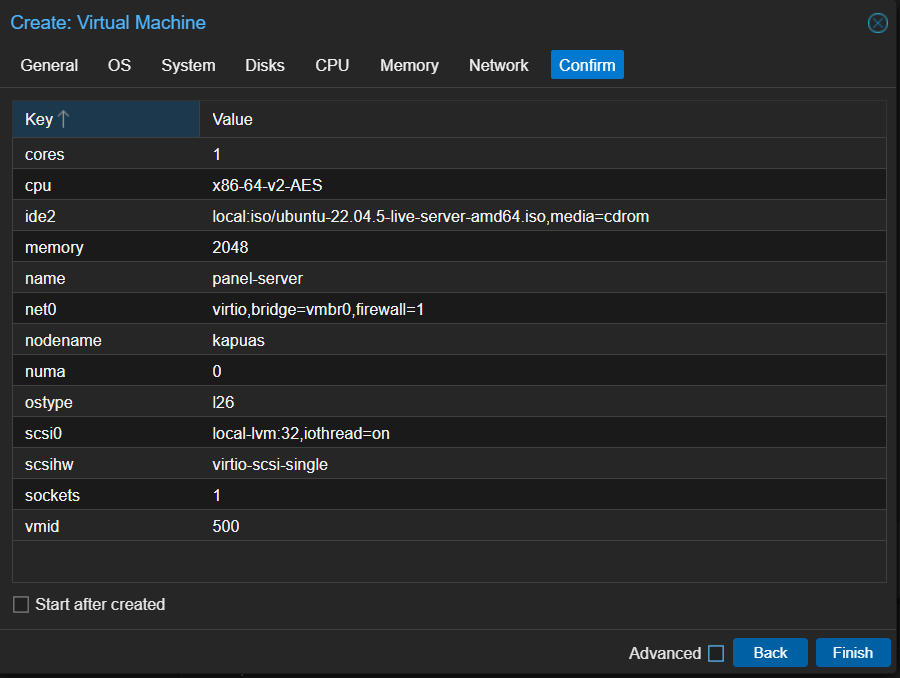 Create: Virtual Machine
General OS System Disks CPU Memory Network Confirm
Key Value
cores 1
cpu x86-64-v2-AES
ide2 local:iso/ubuntu-22.04.5-live-server-amd64.iso,media=cdrom
memory 2048
name panel-server
net0 virtio,bridge=vmbr0,firewall=1
nodename kapuas
numa 0
ostype l26
scsi0 local-lvm:32,iothread=on
scsihw virtio-scsi-single
sockets 1
vmid 500
Start after created
Advanced Back Finish